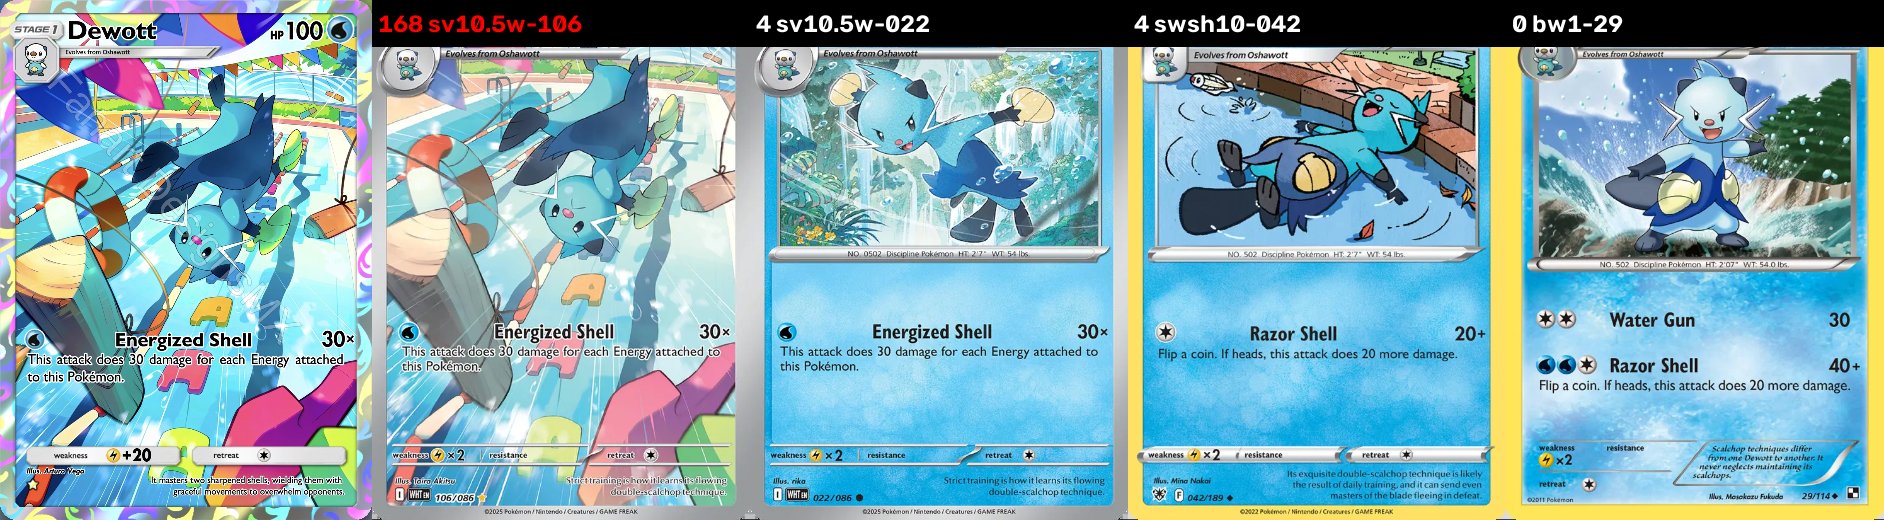 STAGE 1 Dewott HP 100
Evolves from Oshawott
Energized Shell 30×
This attack does 30 damage for each Energy attached
to this Pokémon.
weakness +20 retreat
Illus. Arturo Vega
It masters two sharpened shells, wielding them with
graceful movements to overwhelm opponents.
168 sv10.5w-106
Evolves from Oshawott
Energized Shell 30×
This attack does 30 damage for each Energy attached to
this Pokémon.
weakness ×2 resistance retreat
Illus. Taira Akitsu
Strict training is how it learns its flowing
double-scalchop technique.
I WHT EN 106/086
©2025 Pokémon / Nintendo / Creatures / GAME FREAK
4 sv10.5w-022
Evolves from Oshawott
NO. 0502 Discipline Pokémon HT: 2'7" WT: 54 lbs.
Energized Shell 30×
This attack does 30 damage for each Energy attached to
this Pokémon.
weakness ×2 resistance retreat
Illus. rika
Strict training is how it learns its flowing
double-scalchop technique.
I WHT EN 022/086
©2025 Pokémon / Nintendo / Creatures / GAME FREAK
4 swsh10-042
Evolves from Oshawott
NO. 502 Discipline Pokémon HT: 2'7" WT: 54 lbs.
Razor Shell 20+
Flip a coin. If heads, this attack does 20 more damage.
weakness ×2 resistance retreat
Illus. Mina Nakai
Its exquisite double-scalchop technique is likely
the result of daily training, and it can send even
masters of the blade fleeing in defeat.
F 042/189
©2022 Pokémon / Nintendo / Creatures / GAME FREAK
0 bw1-29
Evolves from Oshawott
NO. 502 Discipline Pokémon HT: 2'07" WT: 54.0 lbs.
Water Gun 30
Razor Shell 40+
Flip a coin. If heads, this attack does 20 more damage.
weakness resistance
×2
retreat
Scalchop techniques differ
from one Dewott to another. It
never neglects maintaining its
scalchops.
Illus. Masakazu Fukuda 29/114
©2011 Pokémon